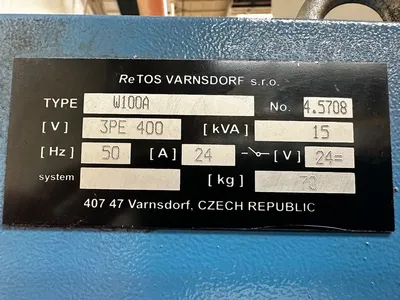 ReTOS VARNSDORF s.r.o.
TYPE W100A No. 4.5708
[V] 3PE 400 [kVA] 15
[Hz] 50 [A] 24 [V] 24=
system [kg] 70
407 47 Varnsdorf, CZECH REPUBLIC